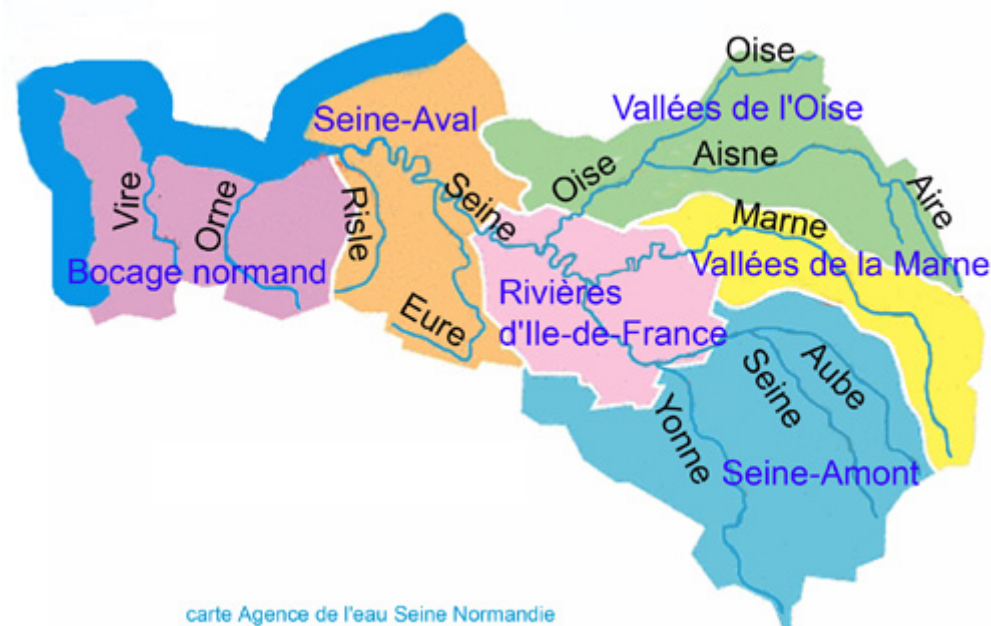 Oise
Vallées de l'Oise
Seine-Aval
Aisne
Oise
Aire
Vire
Orne
Risle
Seine
Marne
Bocage normand
Vallées de la Marne
Rivières
d'Ile-de-France
Eure
Seine
Aube
Yonne
Seine-Amont
carte Agence de l'eau Seine Normandie